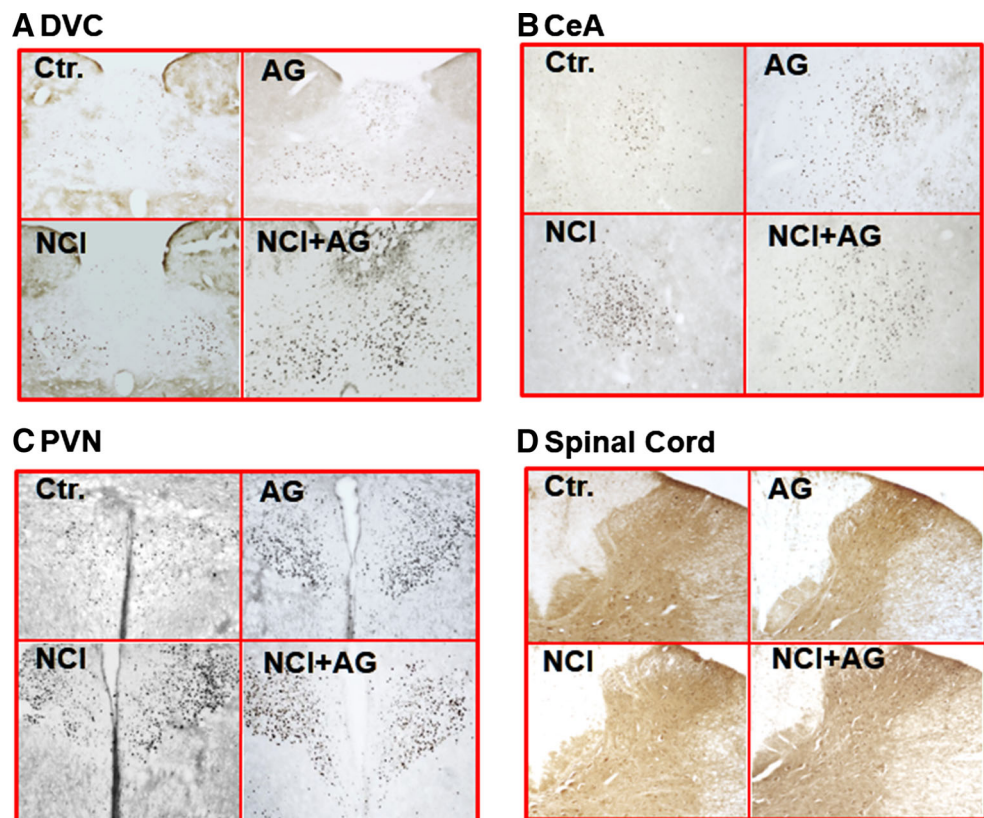 A DVC
Ctr. AG
NCI NCI+AG
B CeA
Ctr. AG
NCI NCI+AG
C PVN
Ctr. AG
NCI NCI+AG
D Spinal Cord
Ctr. AG
NCI NCI+AG